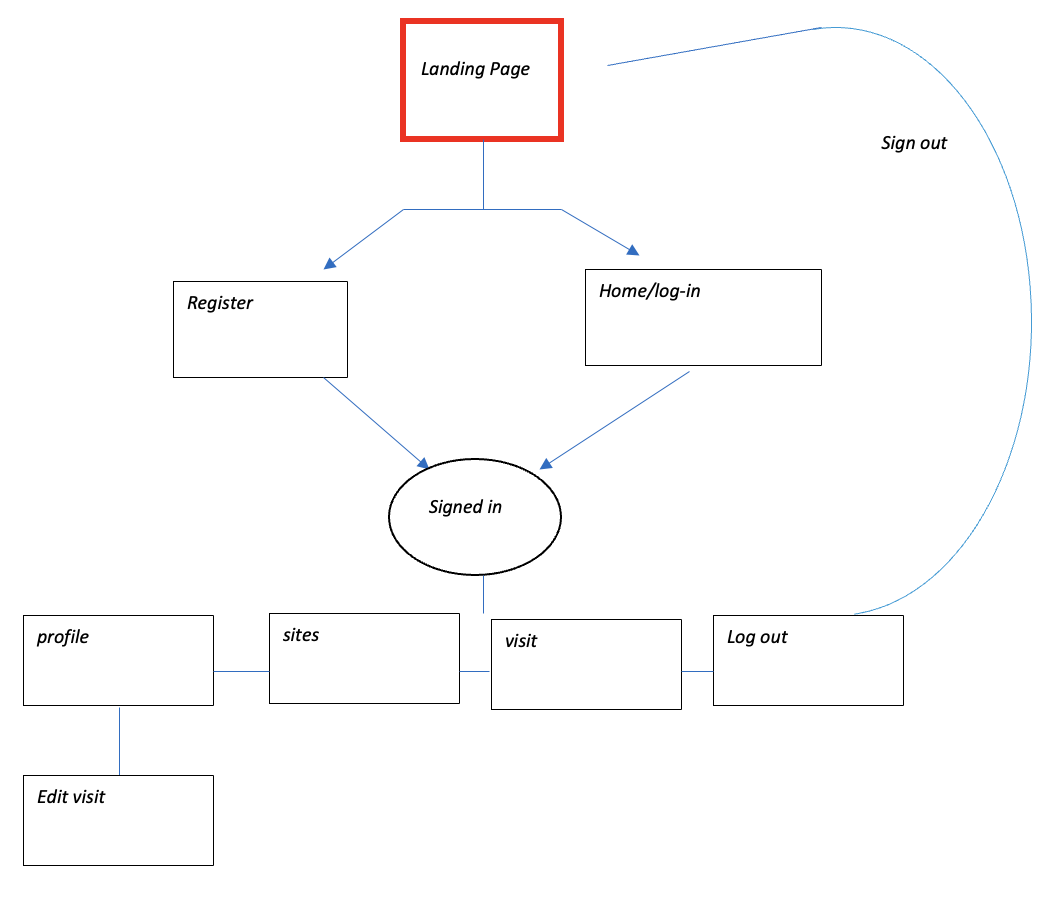 Landing Page
Sign out
Register
Home/log-in
Signed in
profile
sites
visit
Log out
Edit visit